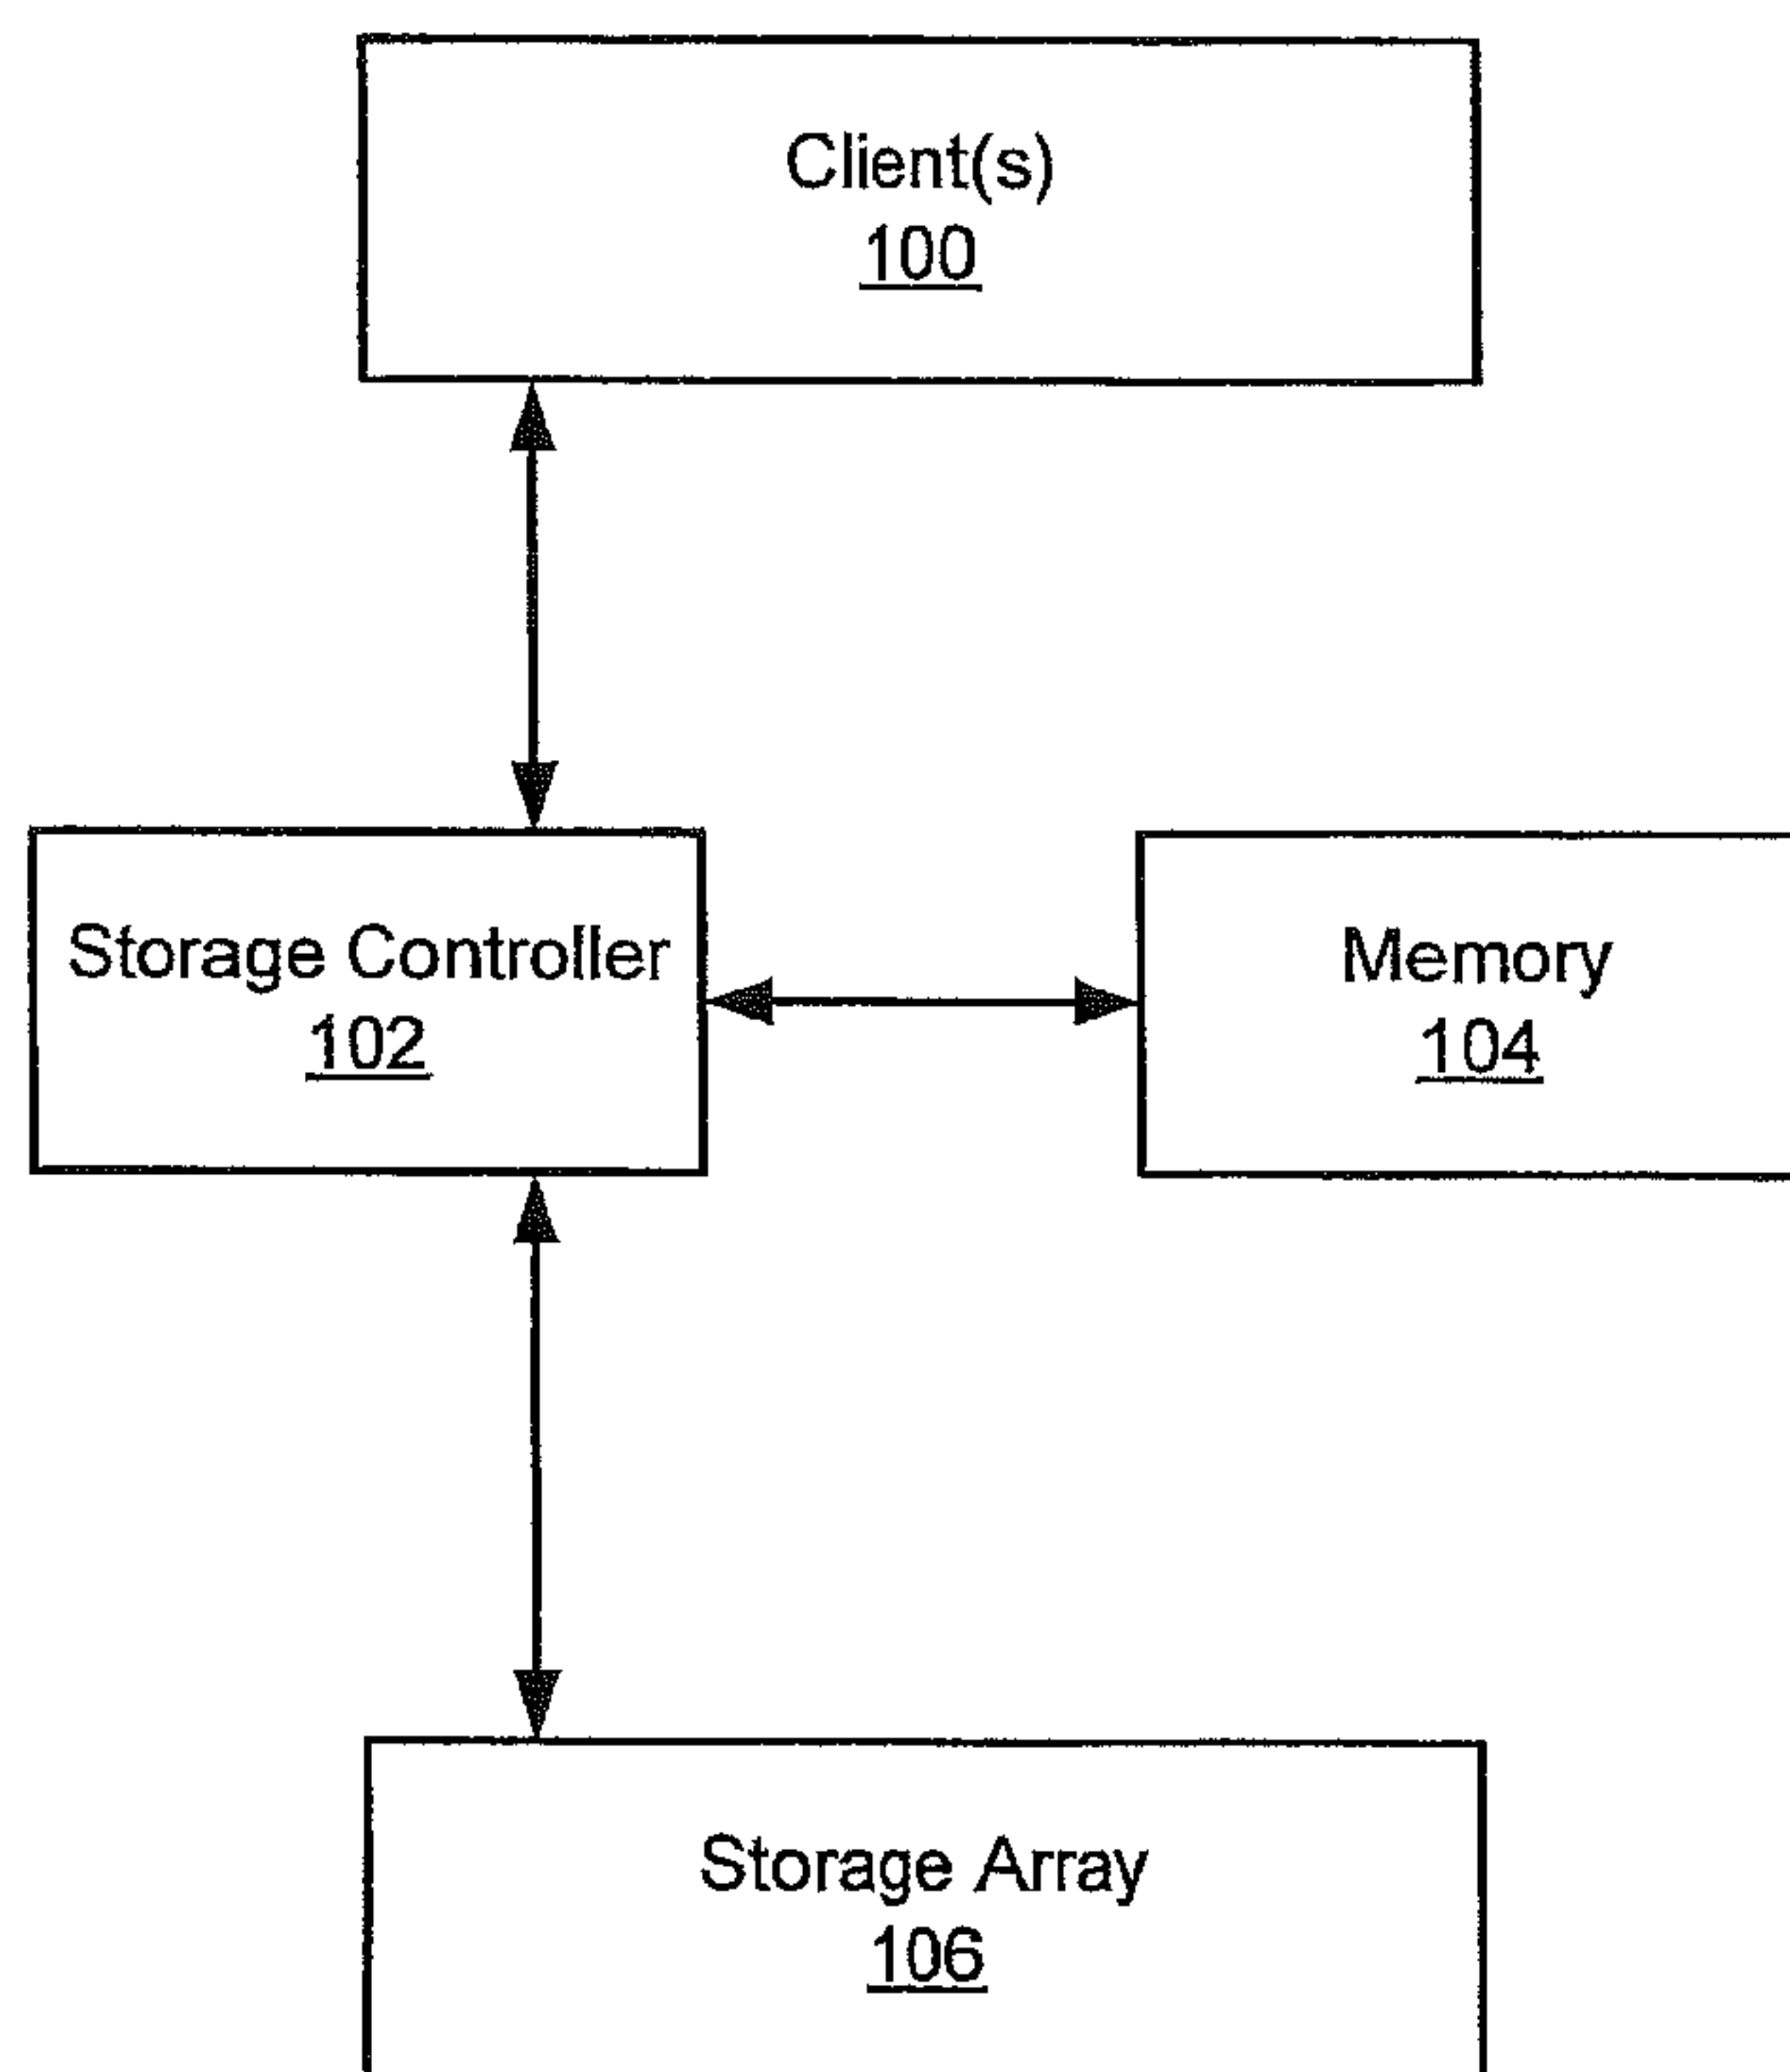 Client(s)
100
Storage Controller
102
Memory
104
Storage Array
106